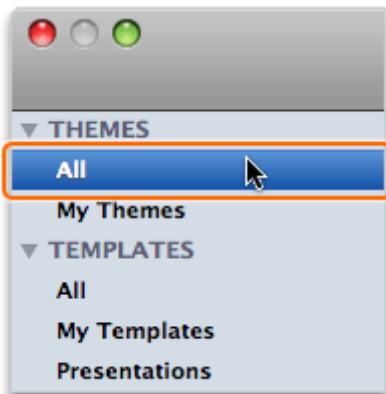 THEMES
All
My Themes
TEMPLATES
All
My Templates
Presentations